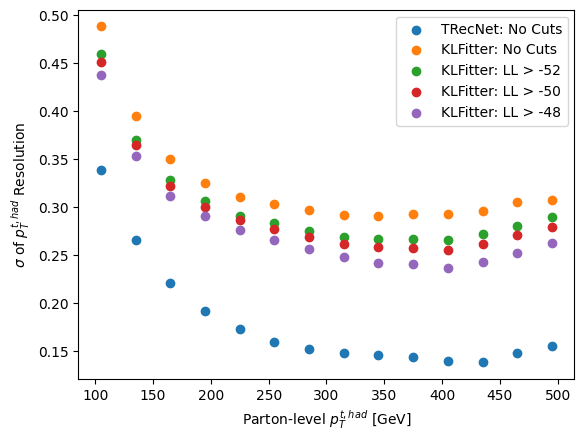 TRecNet: No Cuts
KLFitter: No Cuts
KLFitter: LL > -52
KLFitter: LL > -50
KLFitter: LL > -48
σ of $p_T^{t,had}$ Resolution
0.50
0.45
0.40
0.35
0.30
0.25
0.20
0.15
100 150 200 250 300 350 400 450 500
Parton-level $p_T^{t,had}$ [GeV]